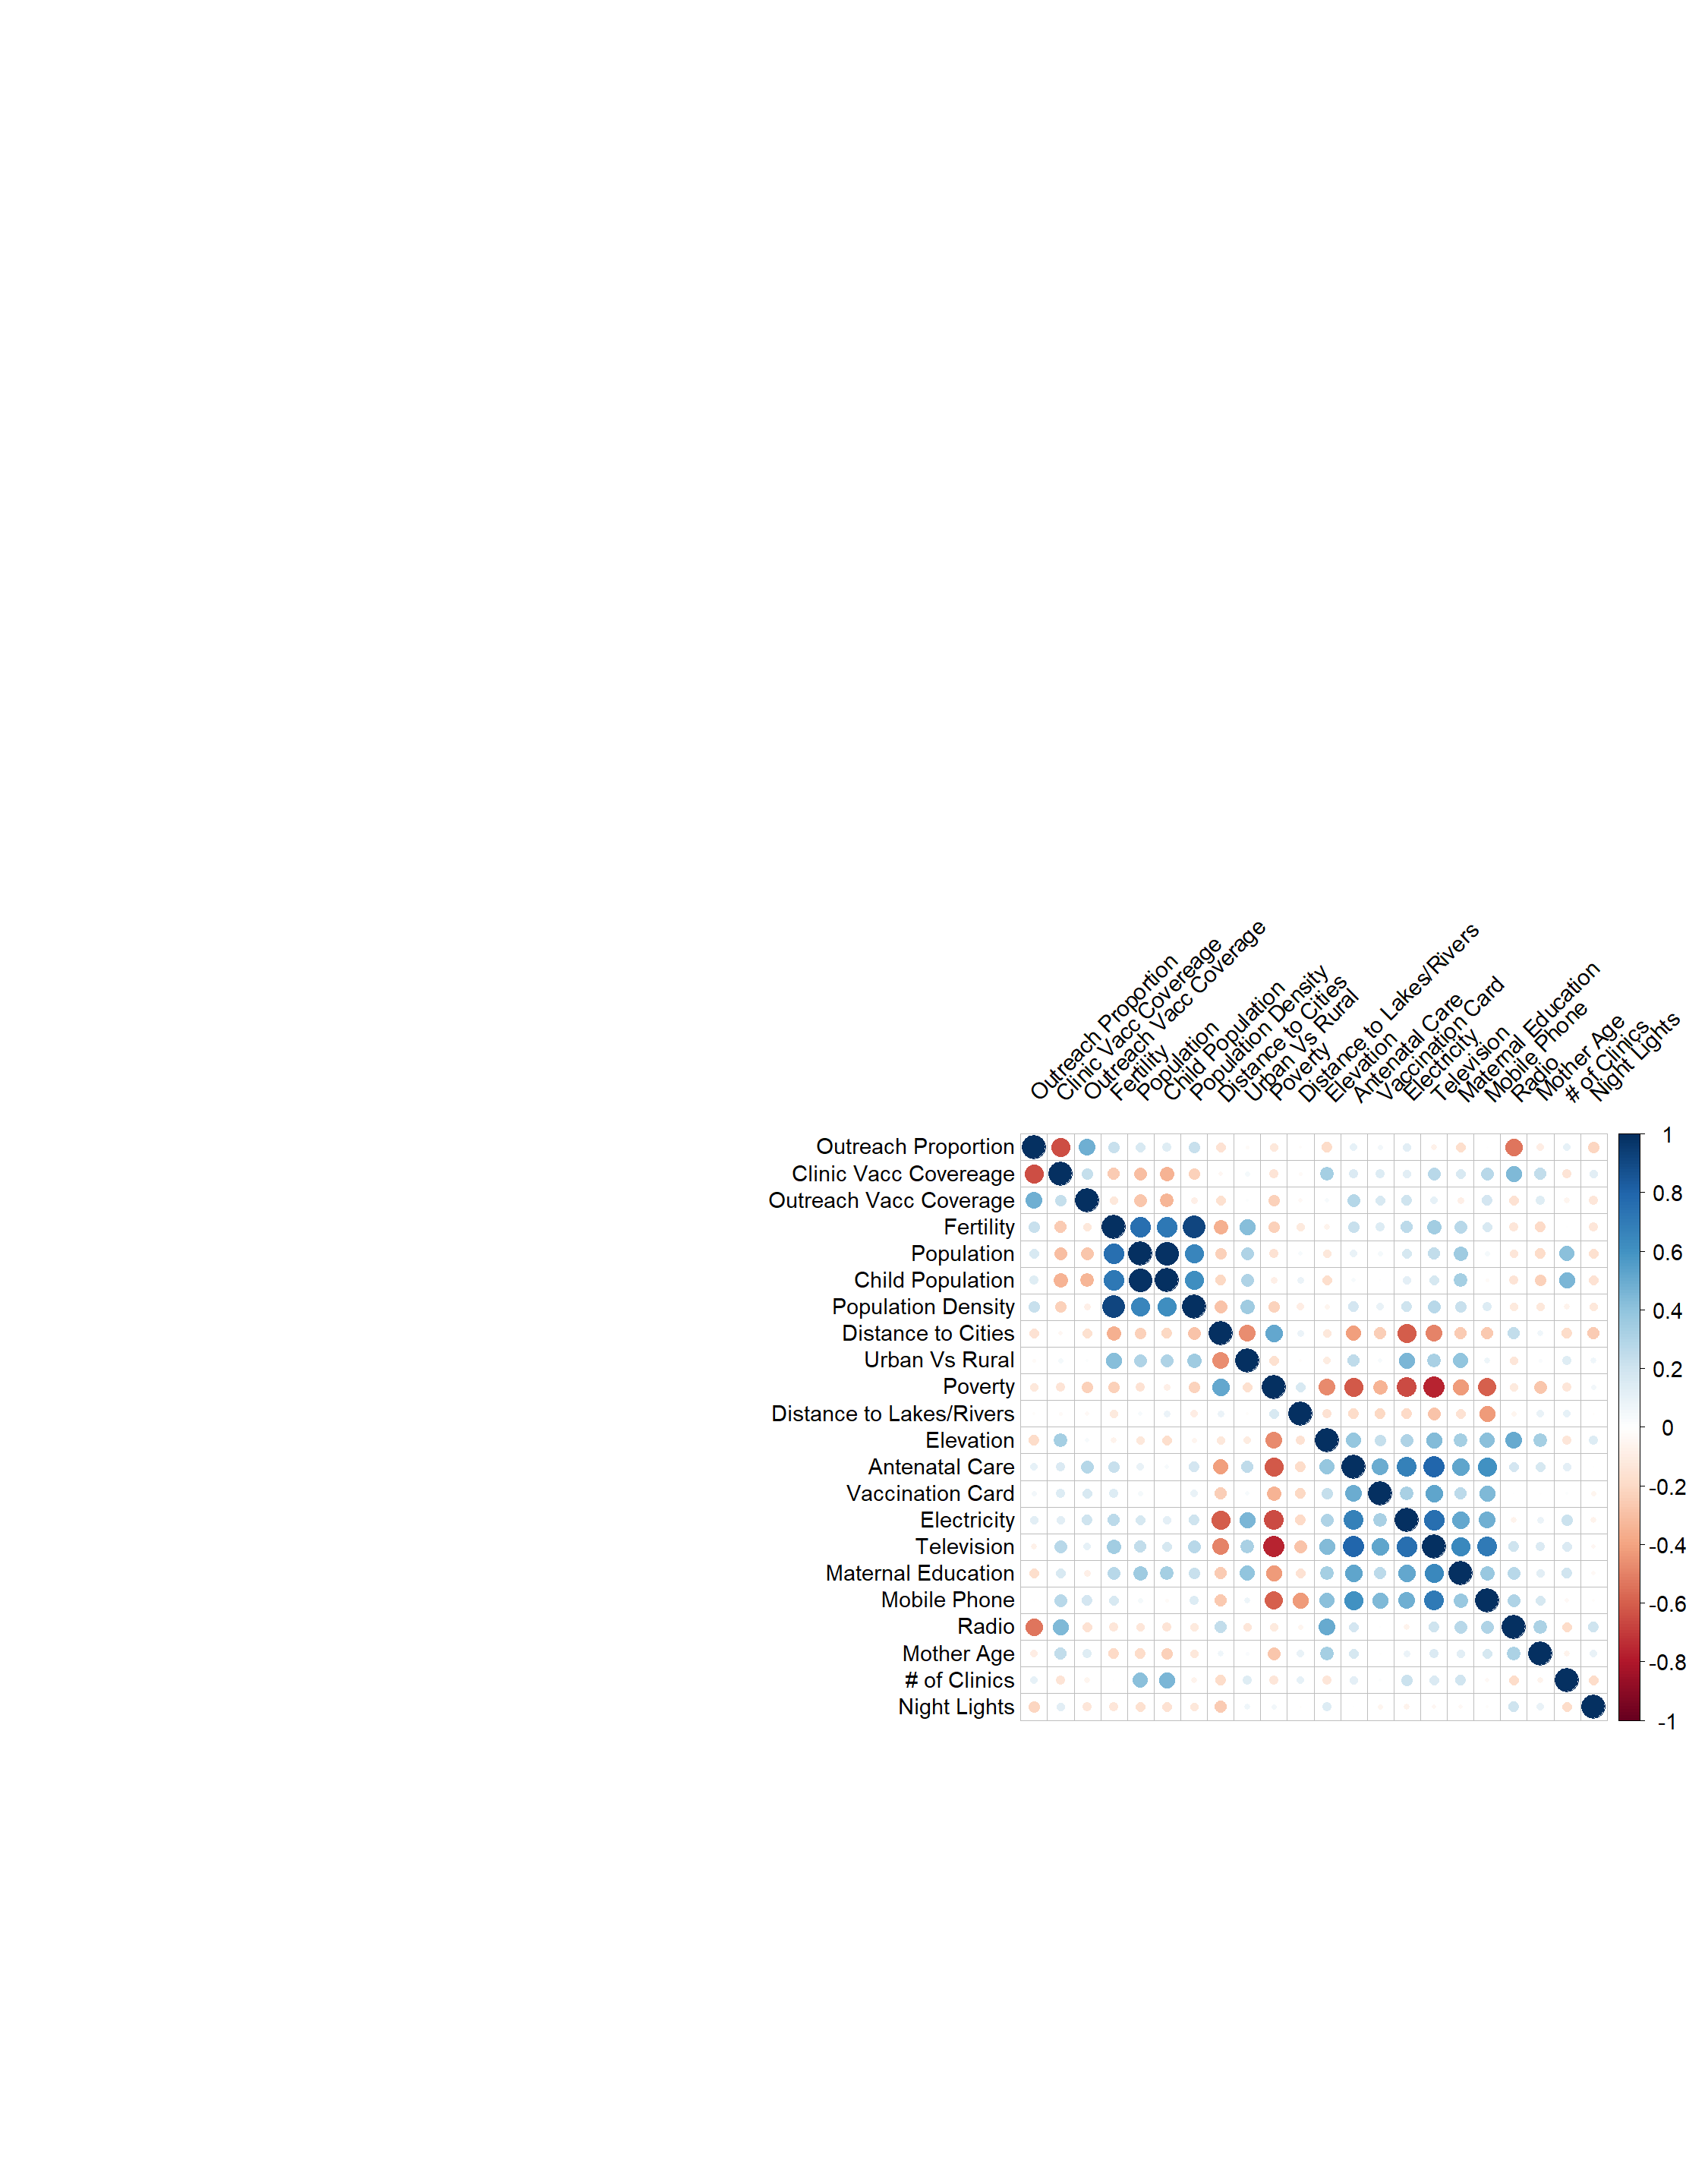 Outreach Proportion
Clinic Vacc Covereage
Outreach Vacc Coverage
Fertility
Population
Child Population
Population Density
Distance to Cities
Urban Vs Rural
Poverty
Distance to Lakes/Rivers
Elevation
Antenatal Care
Vaccination Card
Electricity
Television
Maternal Education
Mobile Phone
Radio
Mother Age
# of Clinics
Night Lights
Outreach Proportion
Clinic Vacc Covereage
Outreach Vacc Coverage
Fertility
Population
Child Population
Population Density
Distance to Cities
Urban Vs Rural
Poverty
Distance to Lakes/Rivers
Elevation
Antenatal Care
Vaccination Card
Electricity
Television
Maternal Education
Mobile Phone
Radio
Mother Age
# of Clinics
Night Lights
1
0.8
0.6
0.4
0.2
0
-0.2
-0.4
-0.6
-0.8
-1